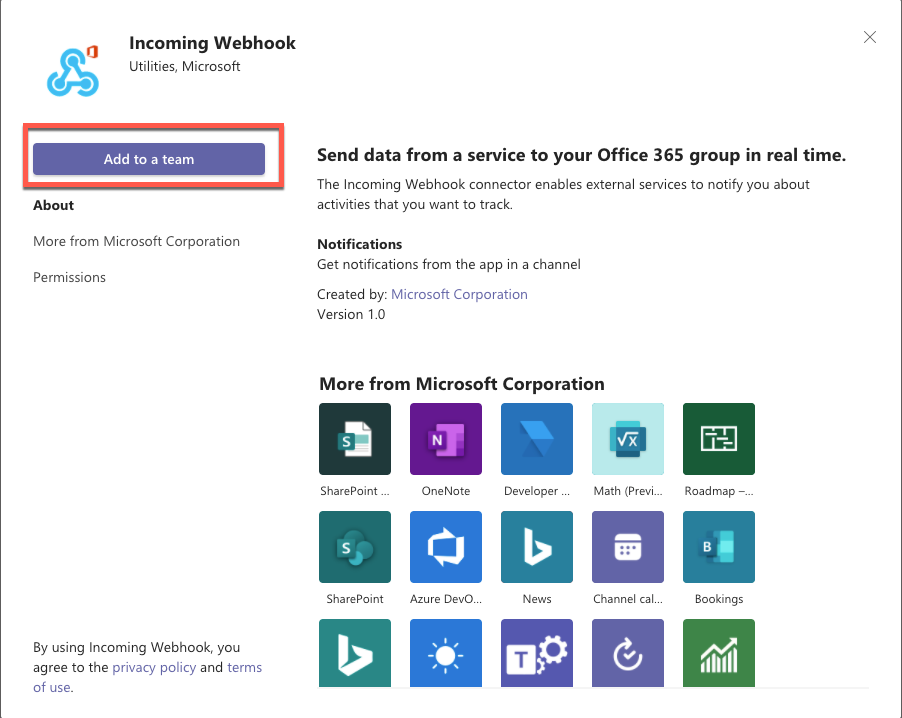 Incoming Webhook
Utilities, Microsoft
Add to a team
About
More from Microsoft Corporation
Permissions
Send data from a service to your Office 365 group in real time.
The Incoming Webhook connector enables external services to notify you about
activities that you want to track.
Notifications
Get notifications from the app in a channel
Created by: Microsoft Corporation
Version 1.0
More from Microsoft Corporation
S
N
√x
SharePoint ...
OneNote
Developer ...
Math (Previ...
Roadmap –...
S
B
SharePoint
Azure DevO...
News
Channel cal...
Bookings
T
By using Incoming Webhook, you
agree to the privacy policy and terms
of use.